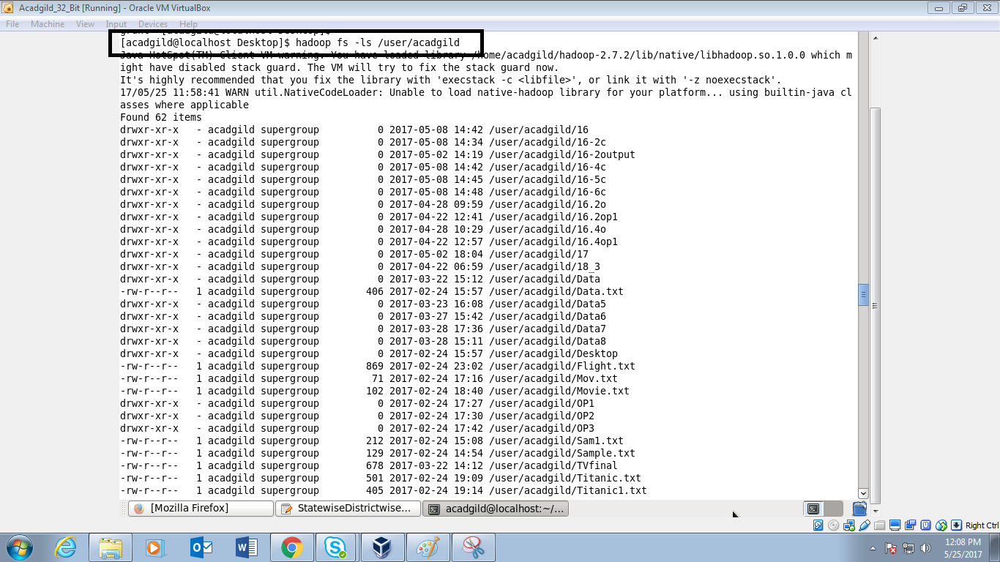 Acadgild_32_Bit [Running] - Oracle VM VirtualBox
File Machine View Input Devices Help
[acadgild@localhost Desktop]$ hadoop fs -ls /user/acadgild
Java HotSpot(TM) Client VM warning: You have loaded library /home/acadgild/hadoop-2.7.2/lib/native/libhadoop.so.1.0.0 which m
ight have disabled stack guard. The VM will try to fix the stack guard now.
It's highly recommended that you fix the library with 'execstack -c <libfile>', or link it with '-z noexecstack'.
17/05/25 11:58:41 WARN util.NativeCodeLoader: Unable to load native-hadoop library for your platform... using builtin-java cl
asses where applicable
Found 62 items
drwxr-xr-x   - acadgild supergroup          0 2017-05-08 14:42 /user/acadgild/16
drwxr-xr-x   - acadgild supergroup          0 2017-05-08 14:34 /user/acadgild/16-2c
drwxr-xr-x   - acadgild supergroup          0 2017-05-02 14:19 /user/acadgild/16-2output
drwxr-xr-x   - acadgild supergroup          0 2017-05-08 14:42 /user/acadgild/16-4c
drwxr-xr-x   - acadgild supergroup          0 2017-05-08 14:45 /user/acadgild/16-5c
drwxr-xr-x   - acadgild supergroup          0 2017-05-08 14:48 /user/acadgild/16-6c
drwxr-xr-x   - acadgild supergroup          0 2017-04-28 09:59 /user/acadgild/16.2o
drwxr-xr-x   - acadgild supergroup          0 2017-04-22 12:41 /user/acadgild/16.2op1
drwxr-xr-x   - acadgild supergroup          0 2017-04-28 10:29 /user/acadgild/16.4o
drwxr-xr-x   - acadgild supergroup          0 2017-04-22 12:57 /user/acadgild/16.4op1
drwxr-xr-x   - acadgild supergroup          0 2017-05-02 18:04 /user/acadgild/17
drwxr-xr-x   - acadgild supergroup          0 2017-04-22 06:59 /user/acadgild/18_3
drwxr-xr-x   - acadgild supergroup          0 2017-03-22 15:12 /user/acadgild/Data
-rw-r--r--   1 acadgild supergroup        406 2017-02-24 15:57 /user/acadgild/Data.txt
drwxr-xr-x   - acadgild supergroup          0 2017-03-23 16:08 /user/acadgild/Data5
drwxr-xr-x   - acadgild supergroup          0 2017-03-27 15:42 /user/acadgild/Data6
drwxr-xr-x   - acadgild supergroup          0 2017-03-28 17:36 /user/acadgild/Data7
drwxr-xr-x   - acadgild supergroup          0 2017-03-28 15:11 /user/acadgild/Data8
drwxr-xr-x   - acadgild supergroup          0 2017-02-24 15:57 /user/acadgild/Desktop
-rw-r--r--   1 acadgild supergroup        869 2017-02-24 23:02 /user/acadgild/Flight.txt
-rw-r--r--   1 acadgild supergroup         71 2017-02-24 17:16 /user/acadgild/Mov.txt
-rw-r--r--   1 acadgild supergroup        102 2017-02-24 18:40 /user/acadgild/Movie.txt
drwxr-xr-x   - acadgild supergroup          0 2017-02-24 17:27 /user/acadgild/OP1
drwxr-xr-x   - acadgild supergroup          0 2017-02-24 17:30 /user/acadgild/OP2
drwxr-xr-x   - acadgild supergroup          0 2017-02-24 17:42 /user/acadgild/OP3
-rw-r--r--   1 acadgild supergroup        212 2017-02-24 15:08 /user/acadgild/Sam1.txt
-rw-r--r--   1 acadgild supergroup        129 2017-02-24 14:54 /user/acadgild/Sample.txt
-rw-r--r--   1 acadgild supergroup        678 2017-03-22 14:12 /user/acadgild/TVfinal
-rw-r--r--   1 acadgild supergroup        501 2017-02-24 19:09 /user/acadgild/Titanic.txt
-rw-r--r--   1 acadgild supergroup        405 2017-02-24 19:14 /user/acadgild/Titanic1.txt
[Mozilla Firefox] StatewiseDistrictwise... acadgild@localhost:~/...
Right Ctrl
12:08 PM
5/25/2017